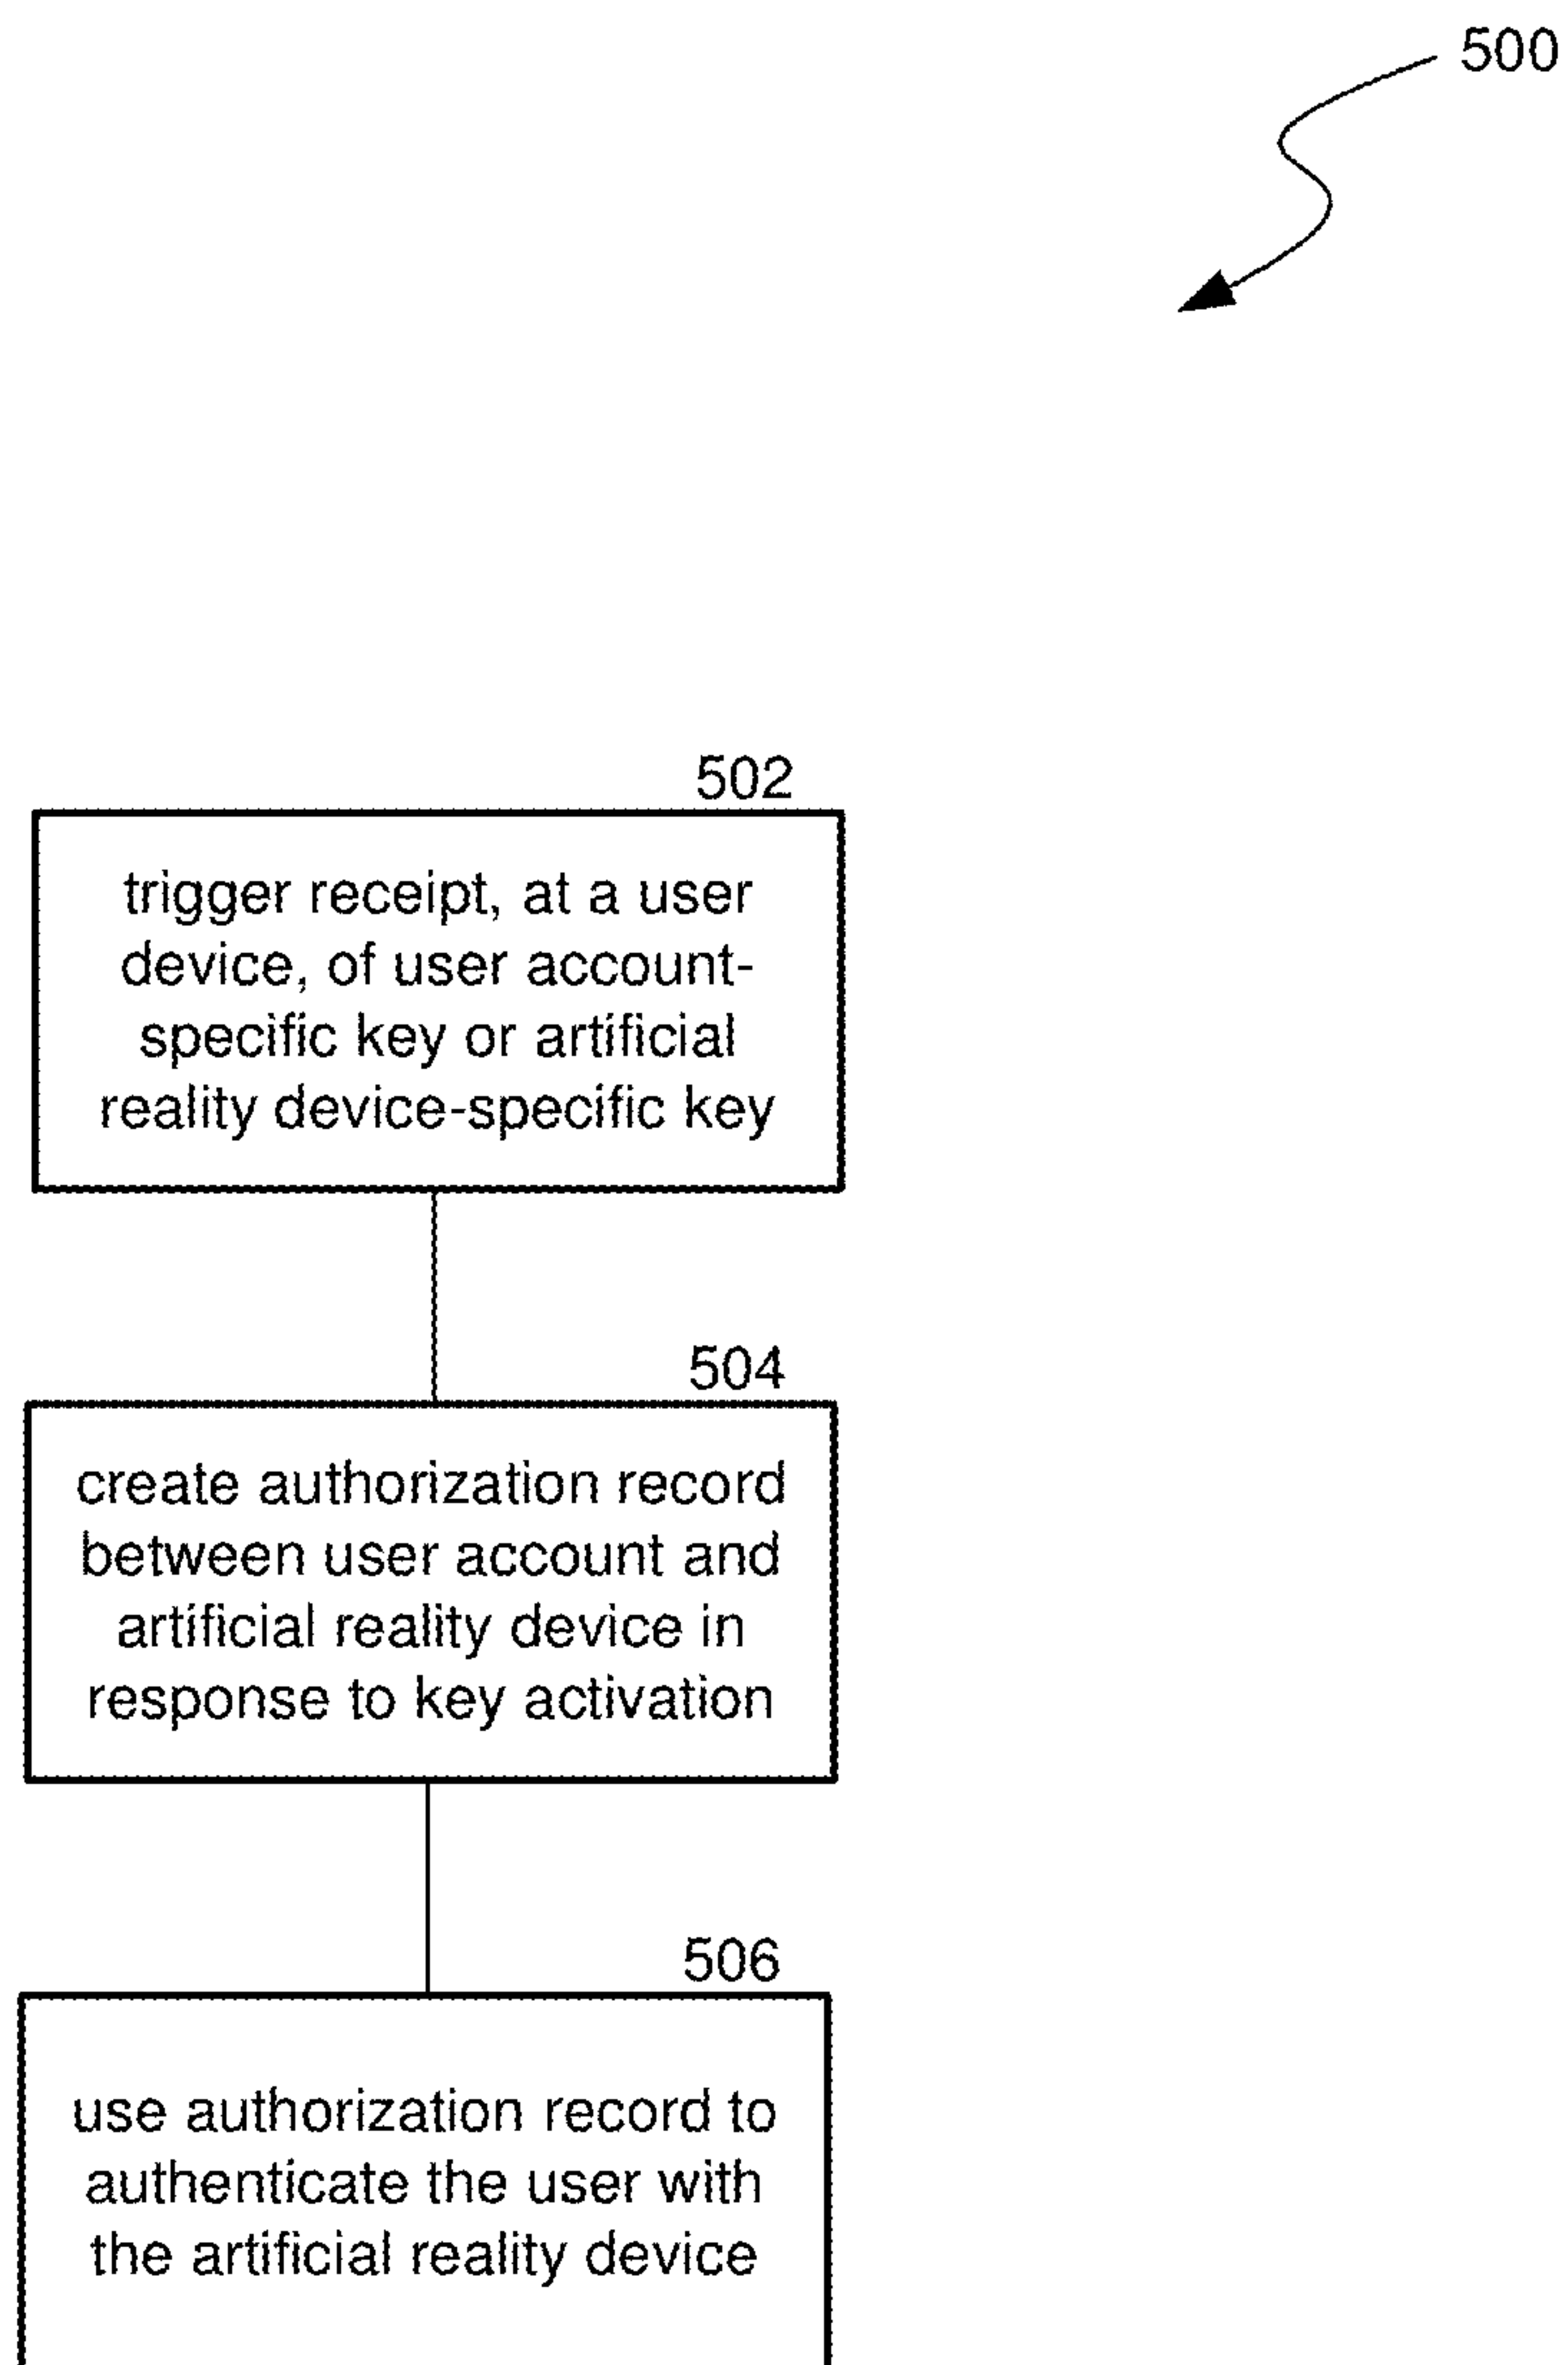 500
502
trigger receipt, at a user
device, of user account-
specific key or artificial
reality device-specific key
504
create authorization record
between user account and
artificial reality device in
response to key activation
506
use authorization record to
authenticate the user with
the artificial reality device